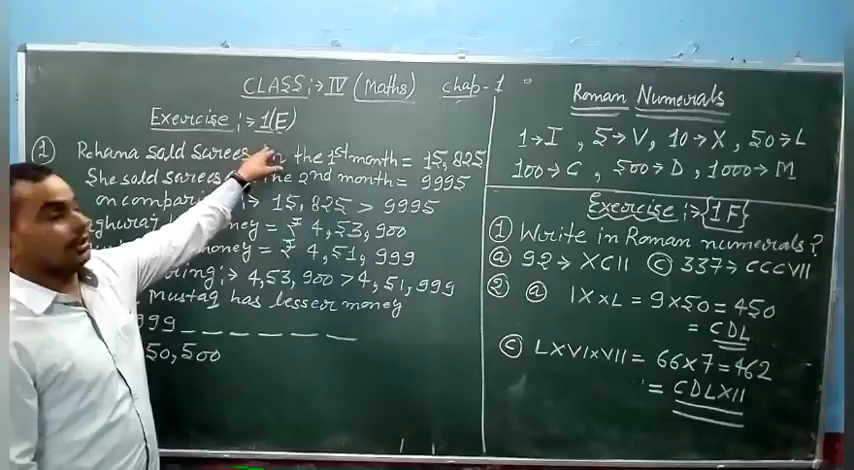 CLASS :→ IV (Maths) chap-1
Exercise :→ 1(E)
① Rehana sold sarees in the 1st month = 15,825
She sold sarees in the 2nd month = 9995
on :→ 15,825 > 9995
= ₹ 4,53,900
= ₹ 4,51,999
:→ 4,53,900 > 4,51,999
Mustaq has lesser money
999 _ _ _ _ _ _
50,500
Roman Numerals
1→I , 5→V, 10→X, 50→L
100→C, 500→D, 1000→M
Exercise :→ {1F}
① Write in Roman numerals?
ⓐ 92→ XCII ⓒ 337→ CCCVII
② ⓐ IX×L = 9×50 = 450
= CDL
ⓒ LXVI×VII = 66×7 = 462
= CDLXII